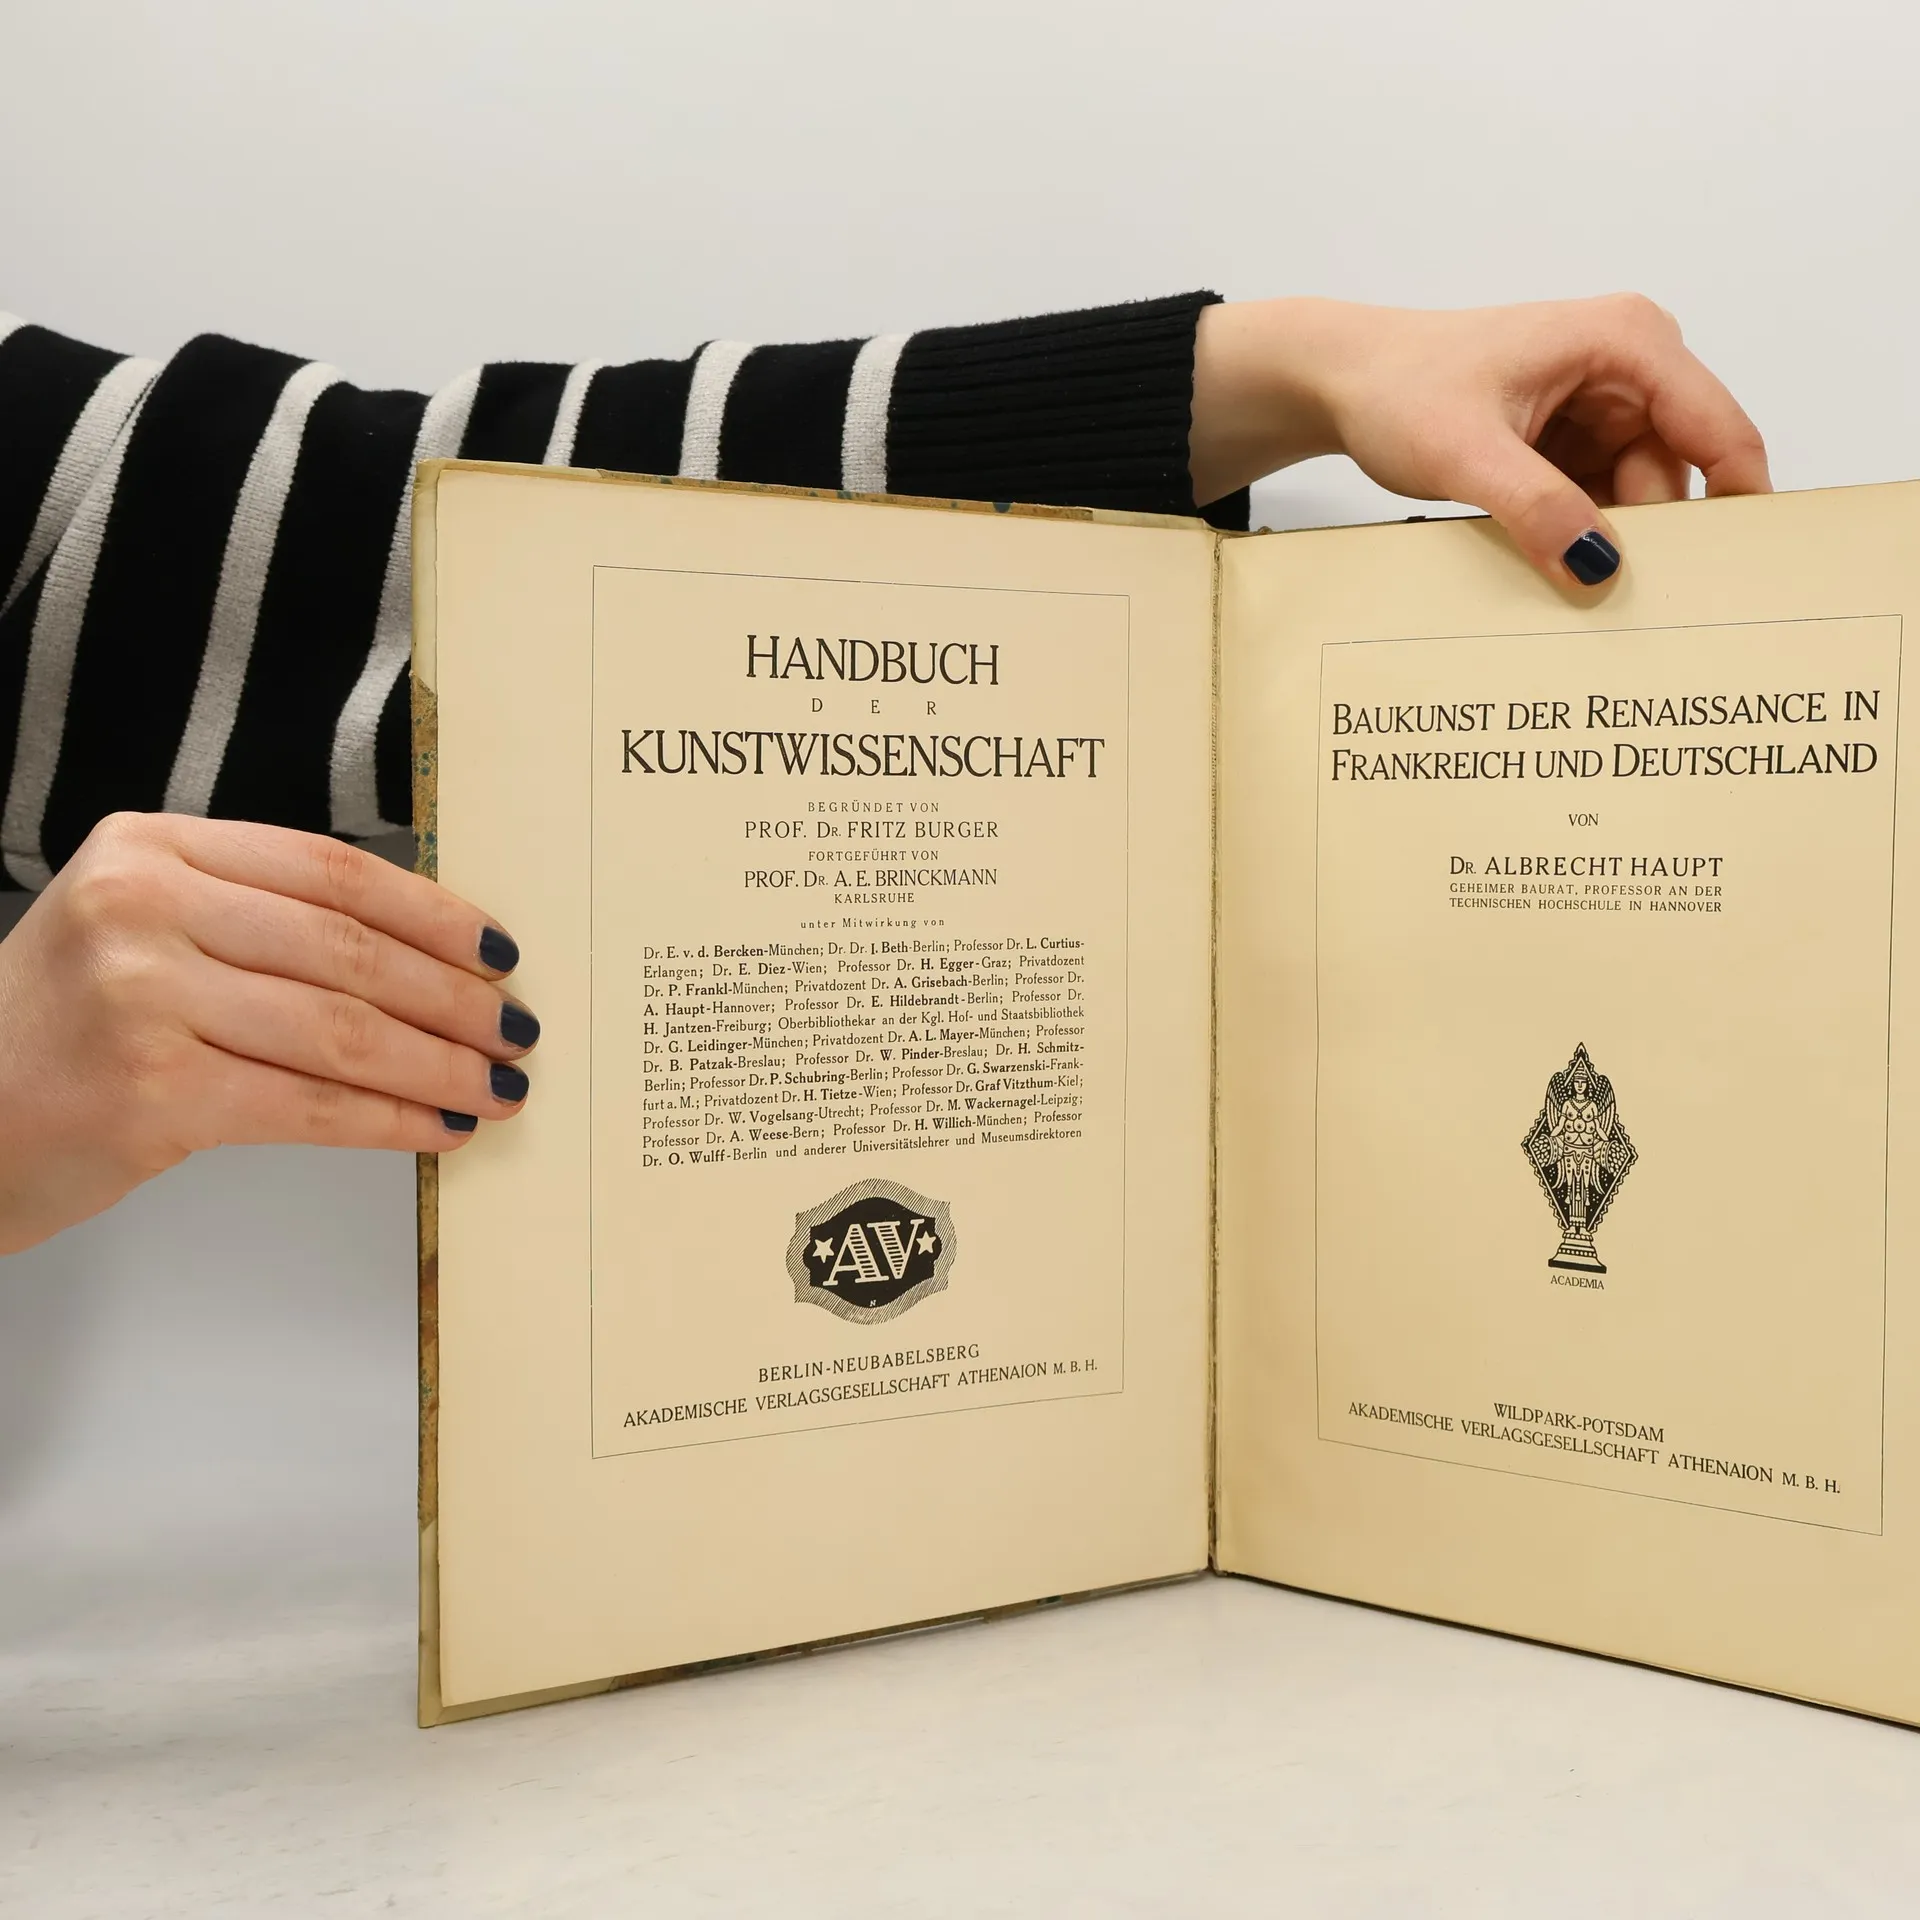 HANDBUCH
DER
KUNSTWISSENSCHAFT
BEGRÜNDET VON
PROF. DR. FRITZ BURGER
FORTGEFÜHRT VON
PROF. DR. A. E. BRINCKMANN
KARLSRUHE
unter Mitwirkung von
Dr. E. v. d. Bercken-München; Dr. Dr. I. Beth-Berlin; Professor Dr. L. Curtius-
Erlangen; Dr. E. Diez-Wien; Professor Dr. H. Egger-Graz; Privatdozent
Dr. P. Frankl-München; Privatdozent Dr. A. Grisebach-Berlin; Professor Dr.
A. Haupt-Hannover; Professor Dr. E. Hildebrandt-Berlin; Professor Dr.
H. Jantzen-Freiburg; Oberbibliothekar an der Kgl. Hof- und Staatsbibliothek
Dr. G. Leidinger-München; Privatdozent Dr. A. L. Mayer-München; Professor
Dr. B. Patzak-Breslau; Professor Dr. W. Pinder-Breslau; Dr. H. Schmitz-
Berlin; Professor Dr. P. Schubring-Berlin; Professor Dr. G. Swarzenski-Frank-
furt a. M.; Privatdozent Dr. H. Tietze-Wien; Professor Dr. Graf Vitzthum-Kiel;
Professor Dr. W. Vogelsang-Utrecht; Professor Dr. M. Wackernagel-Leipzig;
Professor Dr. A. Weese-Bern; Professor Dr. H. Willich-München; Professor
Dr. O. Wulff-Berlin und anderer Universitätslehrer und Museumsdirektoren
AV
N
BERLIN-NEUBABELSBERG
AKADEMISCHE VERLAGSGESELLSCHAFT ATHENAION M. B. H.
BAUKUNST DER RENAISSANCE IN
FRANKREICH UND DEUTSCHLAND
VON
DR. ALBRECHT HAUPT
GEHEIMER BAURAT, PROFESSOR AN DER
TECHNISCHEN HOCHSCHULE IN HANNOVER
ACADEMIA
WILDPARK-POTSDAM
AKADEMISCHE VERLAGSGESELLSCHAFT ATHENAION M. B. H.